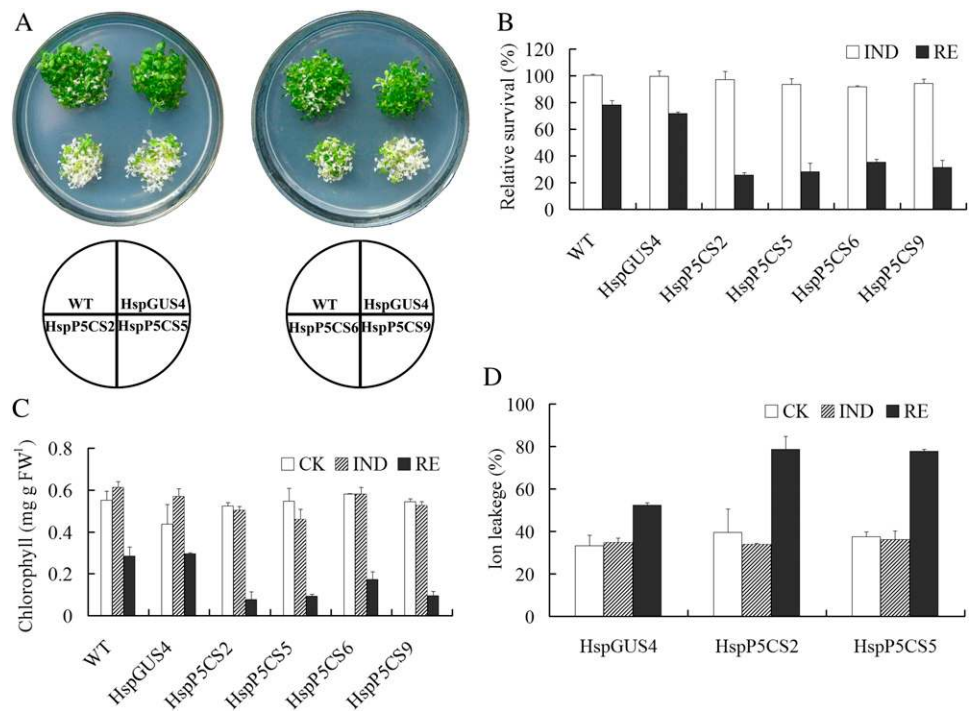 A
WT HspGUS4
HspP5CS2 HspP5CS5
WT HspGUS4
HspP5CS6 HspP5CS9
B
IND RE
Relative survival (%)
120
100
80
60
40
20
0
WT
HspGUS4
HspP5CS2
HspP5CS5
HspP5CS6
HspP5CS9
C
CK IND RE
Chlorophyll (mg g FW¹)
0.8
0.6
0.4
0.2
0
WT
HspGUS4
HspP5CS2
HspP5CS5
HspP5CS6
HspP5CS9
D
CK IND RE
Ion leakege (%)
100
80
60
40
20
0
HspGUS4 HspP5CS2 HspP5CS5